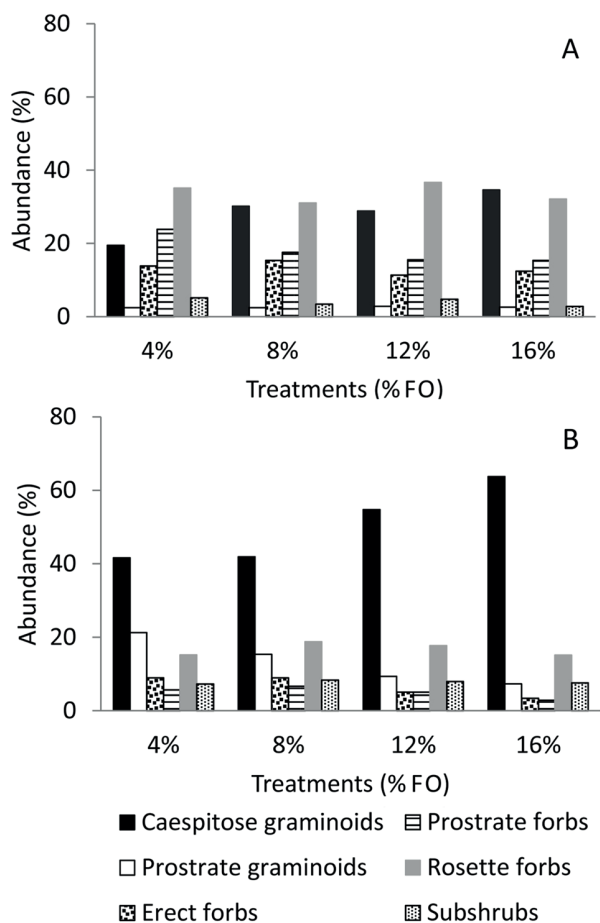 80
A
60
Abundance (%)
40
20
0
4% 8% 12% 16%
Treatments (% FO)
80
B
60
Abundance (%)
40
20
0
4% 8% 12% 16%
Treatments (% FO)
Caespitose graminoids Prostrate forbs
Prostrate graminoids Rosette forbs
Erect forbs Subshrubs